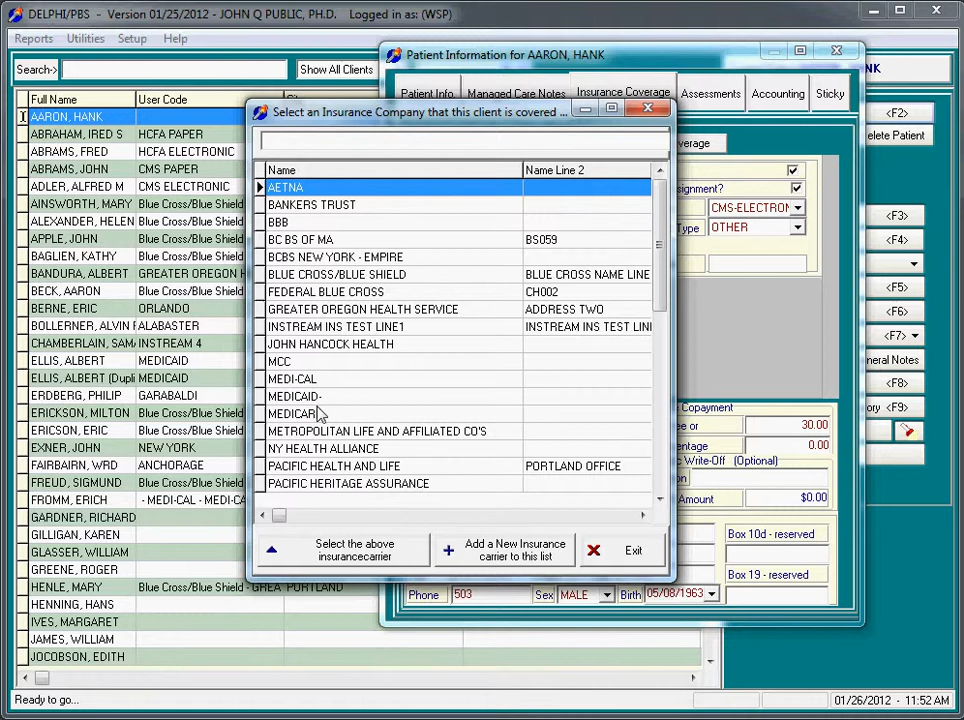 DELPHI/PBS - Version 01/25/2012 - JOHN Q PUBLIC, PH.D. Logged in as: (WSP)
Reports Utilities Setup Help
Search-> Show All Clients
Full Name User Code
AARON, HANK
ABRAHAM, IRED S HCFA PAPER
ABRAMS, FRED HCFA ELECTRONIC
ABRAMS, JOHN CMS PAPER
ADLER, ALFRED M CMS ELECTRONIC
AINSWORTH, MARY Blue Cross/Blue Shield
ALEXANDER, HELEN Blue Cross/Blue Shield
APPLE, JOHN Blue Cross/Blue Shield
BAGLIEN, KATHY Blue Cross/Blue Shield
BANDURA, ALBERT GREATER OREGON H
BECK, AARON Blue Cross/Blue Shield
BERNE, ERIC ORLANDO
BOLLERNER, ALVIN ALABASTER
CHAMBERLAIN, SAM INSTREAM 4
ELLIS, ALBERT MEDICAID
ELLIS, ALBERT (Dupli MEDICAID
ERDBERG, PHILIP GARABALDI
ERICKSON, MILTON Blue Cross/Blue Shield
EXNER, JOHN NEW YORK
FAIRBAIRN, WRD ANCHORAGE
FREUD, SIGMUND Blue Cross/Blue Shield
FROMM, ERICH - MEDI-CAL - MEDI-CA
GARDNER, RICHARD
GILLIGAN, KAREN
GLASSER, WILLIAM
GREENE, ROGER
HENLE, MARY Blue Cross/Blue Shield - GREA PORTLAND
HENNING, HANS
IVES, MARGARET
JAMES, WILLIAM
JOCOBSON, EDITH
Ready to go...
01/26/2012 - 11:52 AM
Patient Information for AARON, HANK
HANK
Patient Info. Managed Care Notes Insurance Coverage Assessments Accounting Sticky
verage
signment?
CMS-ELECTRON
Type OTHER
<F2>
elete Patient
<F3>
<F4>
<F5>
<F6>
<F7>
neral Notes
<F8>
ory <F9>
Copayment
ee or 30.00
centage 0.00
c Write-Off (Optional)
on
Amount $0.00
Box 10d - reserved
Box 19 - reserved
Phone 503 Sex MALE Birth 05/08/1963
Select an Insurance Company that this client is covered ...
Name Name Line 2
AETNA
BANKERS TRUST
BBB
BC BS OF MA BS059
BCBS NEW YORK - EMPIRE
BLUE CROSS/BLUE SHIELD BLUE CROSS NAME LINE
FEDERAL BLUE CROSS CH002
GREATER OREGON HEALTH SERVICE ADDRESS TWO
INSTREAM INS TEST LINE1 INSTREAM INS TEST LINI
JOHN HANCOCK HEALTH
MCC
MEDI-CAL
MEDICAID-
MEDICAR
METROPOLITAN LIFE AND AFFILIATED CO'S
NY HEALTH ALLIANCE
PACIFIC HEALTH AND LIFE PORTLAND OFFICE
PACIFIC HERITAGE ASSURANCE
Select the above
insurancecarrier
Add a New Insurance
carrier to this list
Exit